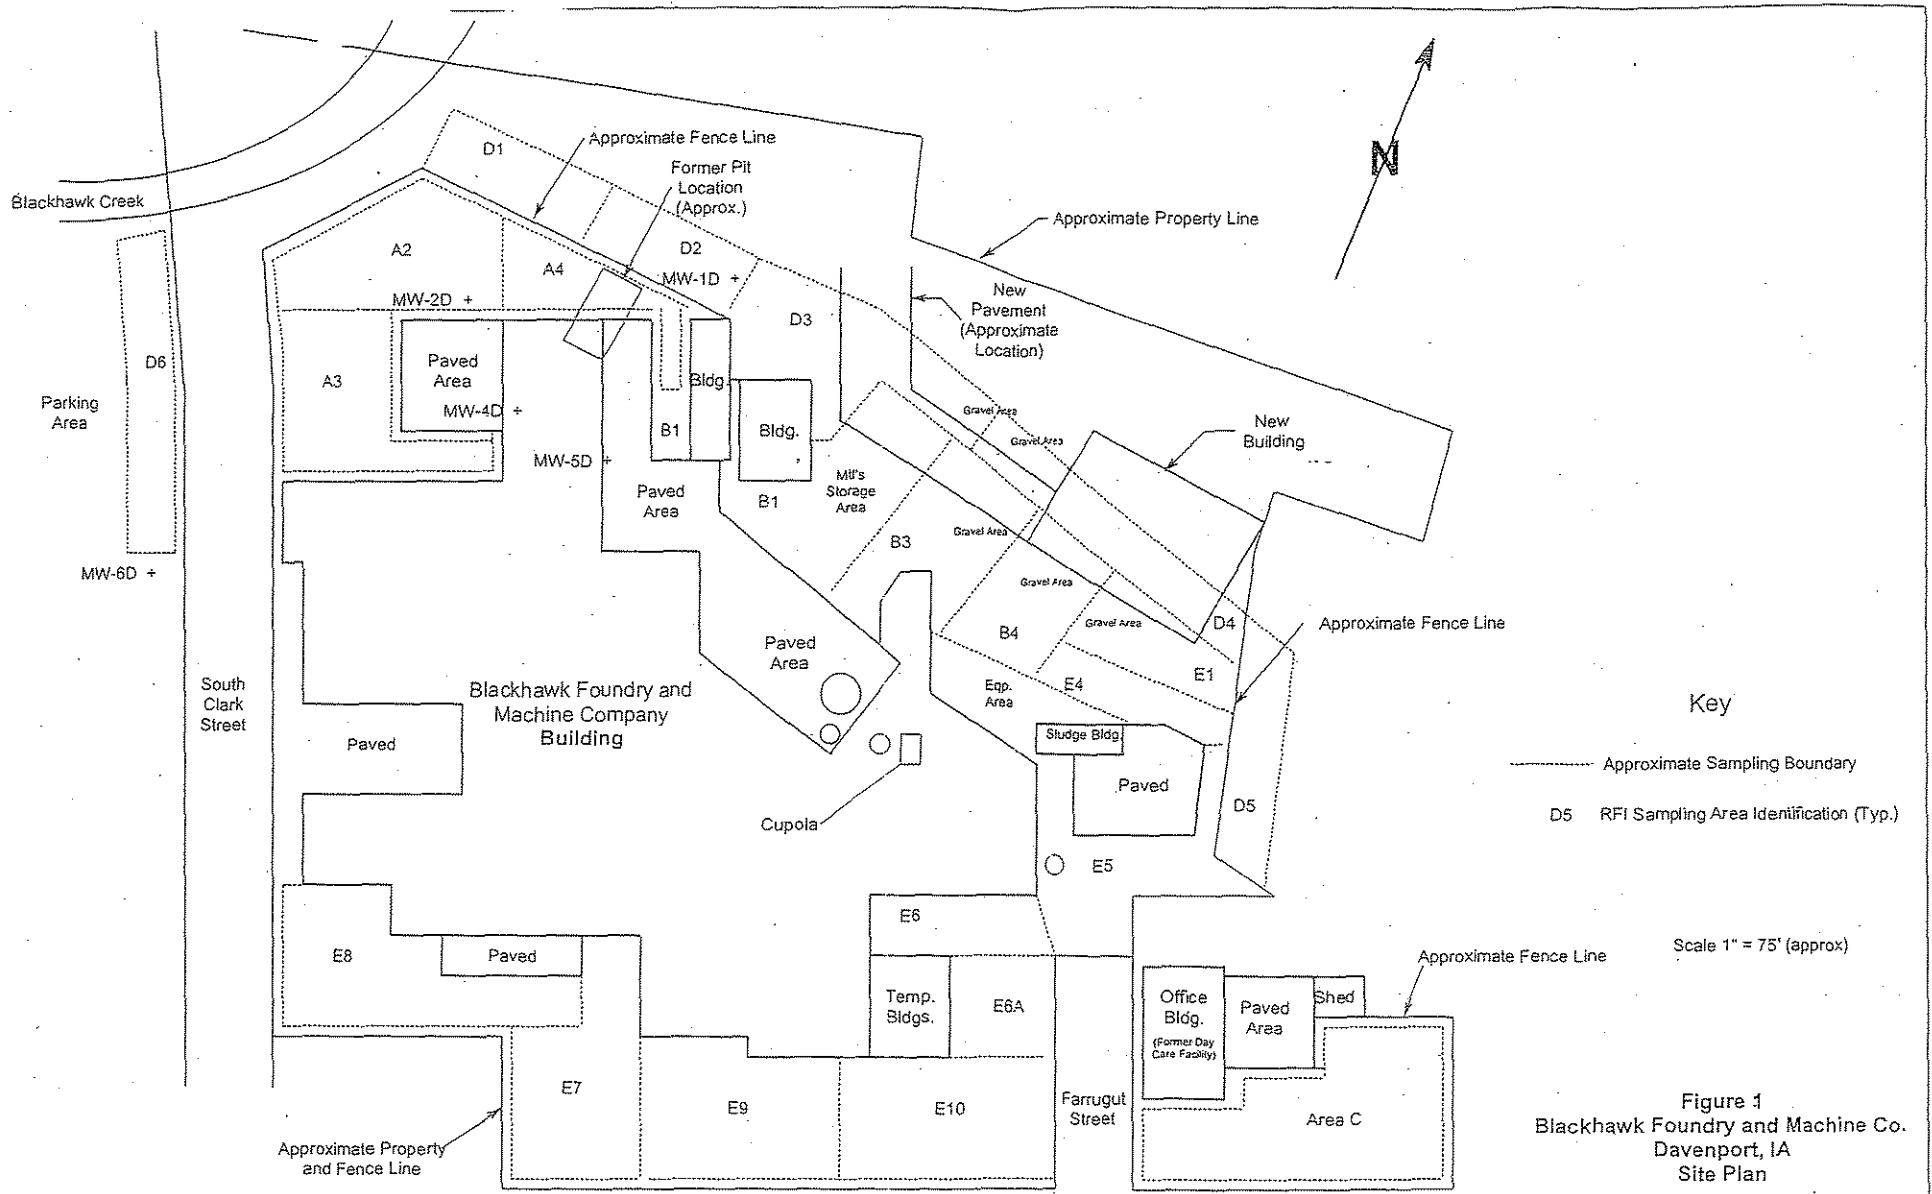 Blackhawk Creek
D1
Approximate Fence Line
Former Pit
Location
(Approx.)
N
Approximate Property Line
A2
A4
D2
MW-1D +
MW-2D +
New
Pavement
(Approximate
Location)
D3
D6
Parking
Area
A3
Paved
Area
MW-4D +
Bldg.
B1
Bldg.
MW-5D +
Paved
Area
B1
Mtl's
Storage
Area
Gravel Area
Gravel Area
New
Building
B3
Gravel Area
Gravel Area
Gravel Area
MW-6D +
B4
D4
Approximate Fence Line
E1
E4
Eqp.
Area
Paved
Area
South
Clark
Street
Blackhawk Foundry and
Machine Company
Building
Paved
Sludge Bldg.
Paved
Cupola
D5
E5
Key
Approximate Sampling Boundary
D5 RFI Sampling Area Identification (Typ.)
Scale 1" = 75' (approx)
E6
E8
Paved
Temp.
Bldgs.
E6A
Office
Bldg.
(Former Day
Care Facility)
Paved
Area
Shed
Approximate Fence Line
E7
E9
E10
Farrugut
Street
Area C
Approximate Property
and Fence Line
Figure 1
Blackhawk Foundry and Machine Co.
Davenport, IA
Site Plan